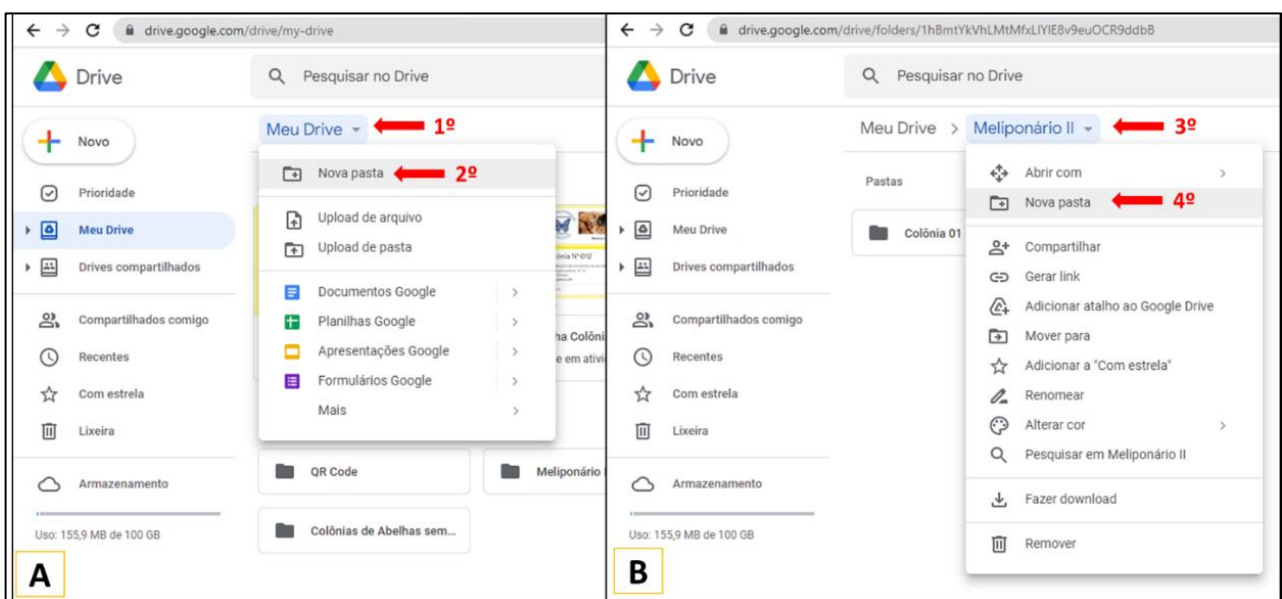 drive.google.com/drive/my-drive
Drive
Pesquisar no Drive
Novo
Meu Drive
1º
Nova pasta
2º
Prioridade
Meu Drive
Drives compartilhados
Compartilhados comigo
Recentes
Com estrela
Lixeira
Armazenamento
Uso: 155,9 MB de 100 GB
Upload de arquivo
Upload de pasta
Documentos Google
Planilhas Google
Apresentações Google
Formulários Google
Mais
Nº 012
e em ativi
QR Code
Meliponário
Colônias de Abelhas sem...
A
drive.google.com/drive/folders/1hBmtYkVhLMtMfxLIYIE8v9euOCR9ddbB
Drive
Pesquisar no Drive
Novo
Meu Drive > Meliponário II
3º
Prioridade
Meu Drive
Drives compartilhados
Compartilhados comigo
Recentes
Com estrela
Lixeira
Armazenamento
Uso: 155,9 MB de 100 GB
Pastas
Colônia 01
Abrir com
Nova pasta
4º
Compartilhar
Gerar link
Adicionar atalho ao Google Drive
Mover para
Adicionar a "Com estrela"
Renomear
Alterar cor
Pesquisar em Meliponário II
Fazer download
Remover
B